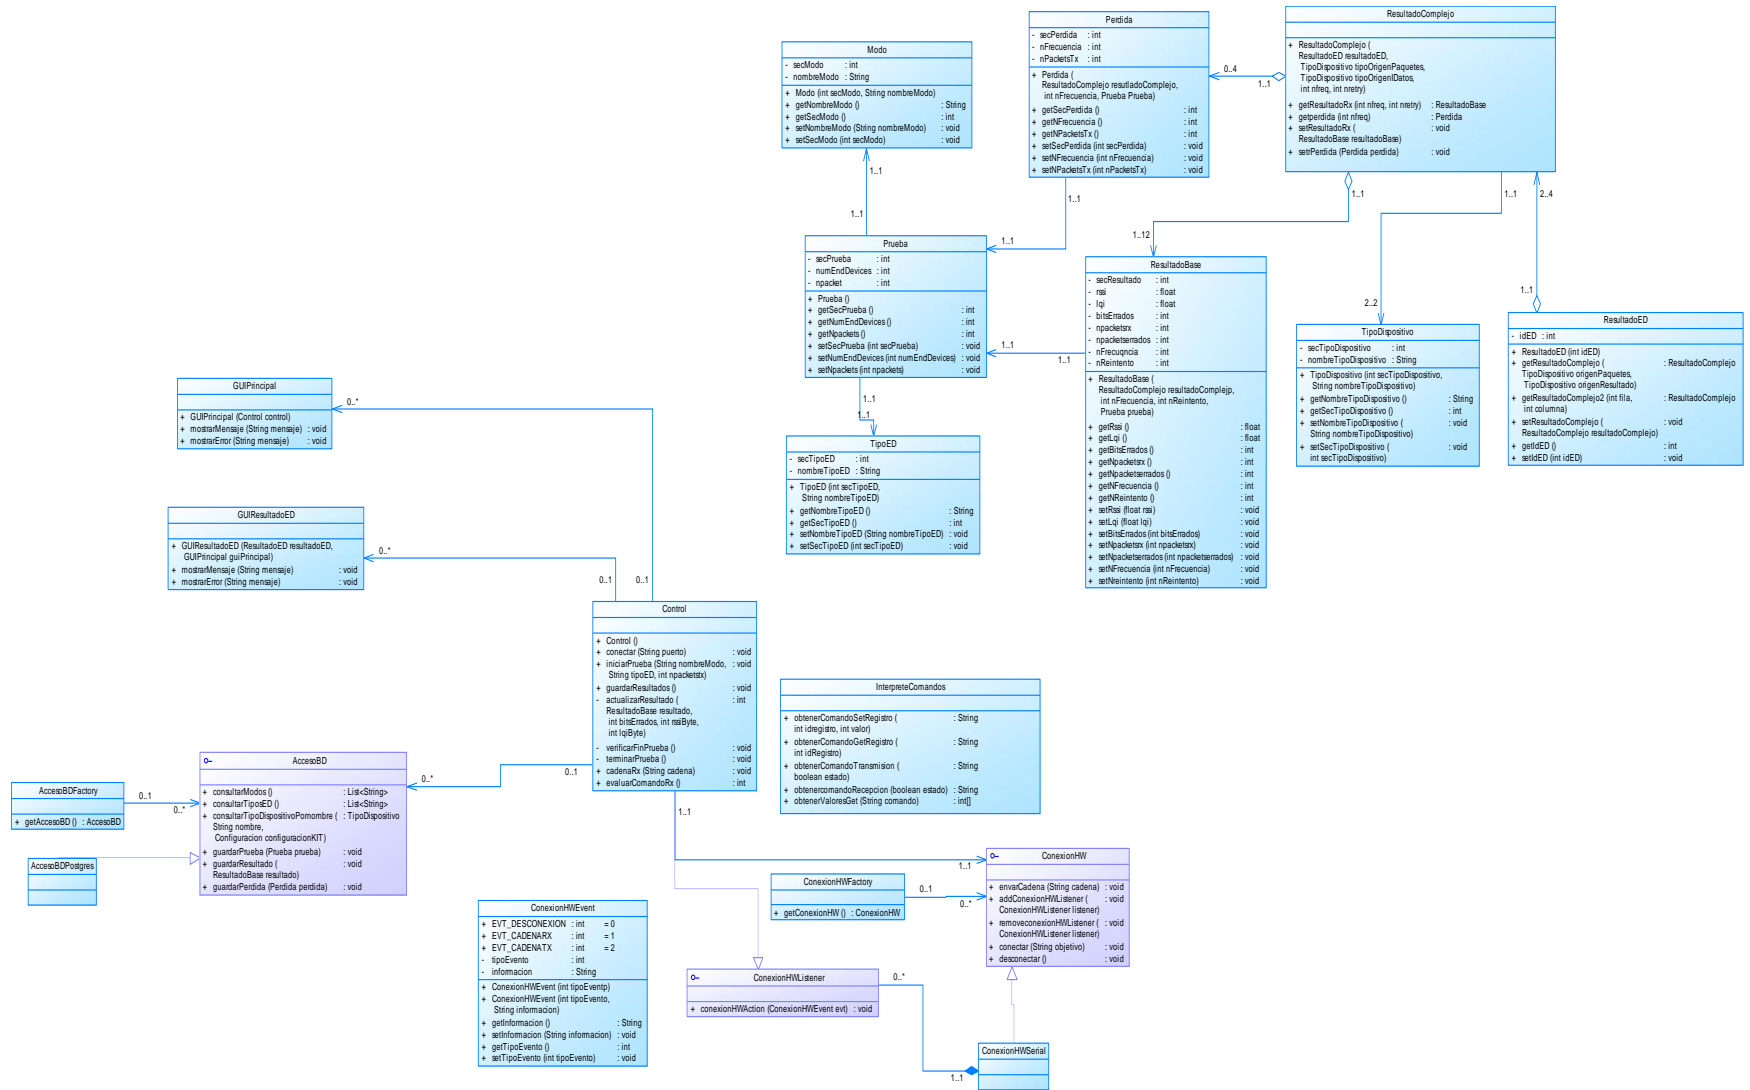 Modo
- secModo : int
- nombreModo : String
+ Modo (int secModo, String nombreModo)
+ getNombreModo () : String
+ getSecModo () : int
+ setNombreModo (String nombreModo) : void
+ setSecModo (int secModo) : void
1..1
1..1
Perdida
- secPerdida : int
- nFrecuencia : int
- nPacketsTx : int
+ Perdida (
ResultadoComplejo resutladoComplejo,
int nFrecuencia, Prueba Prueba)
+ getSecPerdida () : int
+ getNFrecuencia () : int
+ getNPacketsTx () : int
+ setSecPerdida (int secPerdida) : void
+ setNFrecuencia (int nFrecuencia) : void
+ setNPacketsTx (int nPacketsTx) : void
0..4
1..1
1..1
1..1
ResultadoComplejo
+ ResultadoComplejo (
ResultadoED resultadoED,
TipoDispositivo tipoOrigenPaquetes,
TipoDispositivo tipoOrigenlDatos,
int nfreq, int nretry)
+ getResultadoRx (int nfreq, int nretry) : ResultadoBase
+ getperdida (int nfreq) : Perdida
+ setResultadoRx ( : void
ResultadoBase resultadoBase)
+ setrPerdida (Perdida perdida) : void
1..1
1..12
1..1
2..2
2..4
1..1
Prueba
- secPrueba : int
- numEndDevices : int
- npacket : int
+ Prueba ()
+ getSecPrueba () : int
+ getNumEndDevices () : int
+ getNpackets () : int
+ setSecPrueba (int secPrueba) : void
+ setNumEndDevices (int numEndDevices) : void
+ setNpackets (int npackets) : void
1..1
1..1
1..1
1..1
ResultadoBase
- secResultado : int
- rssi : float
- lqi : float
- bitsErrados : int
- npacketsrx : int
- npacketserrados : int
- nFrecuqncia : int
- nReintento : int
+ ResultadoBase (
ResultadoComplejo resultadoComplejp,
int nFrecuencia, int nReintento,
Prueba prueba)
+ getRssi () : float
+ getLqi () : float
+ getBitsErrados () : int
+ getNpacketsrx () : int
+ getNpacketserrados () : int
+ getNFrecuencia () : int
+ getNReintento () : int
+ setRssi (float rssi) : void
+ setLqi (float lqi) : void
+ setBitsErrados (int bitsErrados) : void
+ setNpacketsrx (int npacketsrx) : void
+ setNpacketserrados (int npacketserrados) : void
+ setNFrecuencia (int nFrecuencia) : void
+ setNreintento (int nReintento) : void
TipoDispositivo
- secTipoDispositivo : int
- nombreTipoDispositivo : String
+ TipoDispositivo (int secTipoDispositivo,
String nombreTipoDispositivo)
+ getNombreTipoDispositivo () : String
+ getSecTipoDispositivo () : int
+ setNombreTipoDispositivo ( : void
String nombreTipoDispositivo)
+ setSecTipoDispositivo ( : void
int secTipoDispositivo)
ResultadoED
- idED : int
+ ResultadoED (int idED)
+ getResultadoComplejo ( : ResultadoComplejo
TipoDispositivo origenPaquetes,
TipoDispositivo origenResultado)
+ getResultadoComplejo2 (int fila, : ResultadoComplejo
int columna)
+ setResultadoComplejo ( : void
ResultadoComplejo resultadoComplejo)
+ getIdED () : int
+ setIdED (int idED) : void
GUIPrincipal
+ GUIPrincipal (Control control)
+ mostrarMensaje (String mensaje) : void
+ mostrarError (String mensaje) : void
0..*
TipoED
- secTipoED : int
- nombreTipoED : String
+ TipoED (int secTipoED,
String nombreTipoED)
+ getNombreTipoED () : String
+ getSecTipoED () : int
+ setNombreTipoED (String nombreTipoED) : void
+ setSecTipoED (int secTipoED) : void
GUIResultadoED
+ GUIResultadoED (ResultadoED resultadoED,
GUIPrincipal guiPrincipal)
+ mostrarMensaje (String mensaje) : void
+ mostrarError (String mensaje) : void
0..*
0..1
0..1
Control
+ Control ()
+ conectar (String puerto) : void
+ iniciarPrueba (String nombreModo, : void
String tipoED, int npacketstx)
+ guardarResultados () : void
- actualizarResultado ( : int
ResultadoBase resultado,
int bitsErrados, int rssiByte,
int lqiByte)
- verificarFinPrueba () : void
- terminarPrueba () : void
+ cadenaRx (String cadena) : void
+ evaluarComandoRx () : int
0..1
0..*
1..1
1..1
InterpreteComandos
+ obtenerComandoSetRegistro ( : String
int idregistro, int valor)
+ obtenerComandoGetRegistro ( : String
int idRegistro)
+ obtenerComandoTransmision ( : String
boolean estado)
+ obtenercomandoRecepcion (boolean estado) : String
+ obtenerValoresGet (String comando) : int[]
AccesoBDFactory
+ getAccesoBD () : AccesoBD
0..1
0..*
AccesoBD
+ consultarModos () : List<String>
+ consultarTiposED () : List<String>
+ consultarTipoDispositivoPornombre ( : TipoDispositivo
String nombre,
Configuracion configuracionKIT)
+ guardarPrueba (Prueba prueba) : void
+ guardarResultado ( : void
ResultadoBase resultado)
+ guardarPerdida (Perdida perdida) : void
AccesoBDPostgres
ConexionHWEvent
+ EVT_DESCONEXION : int = 0
+ EVT_CADENARX : int = 1
+ EVT_CADENATX : int = 2
- tipoEvento : int
- informacion : String
+ ConexionHWEvent (int tipoEventp)
+ ConexionHWEvent (int tipoEvento,
String informacion)
+ getInformacion () : String
+ setInformacion (String informacion) : void
+ getTipoEvento () : int
+ setTipoEvento (int tipoEvento) : void
ConexionHWFactory
+ getConexionHW () : ConexionHW
0..1
0..*
ConexionHW
+ envarCadena (String cadena) : void
+ addConexionHWListener ( : void
ConexionHWListener listener)
+ removeconexionHWListener ( : void
ConexionHWListener listener)
+ conectar (String objetivo) : void
+ desconectar () : void
ConexionHWListener
+ conexionHWAction (ConexionHWEvent evt) : void
0..*
1..1
ConexionHWSerial